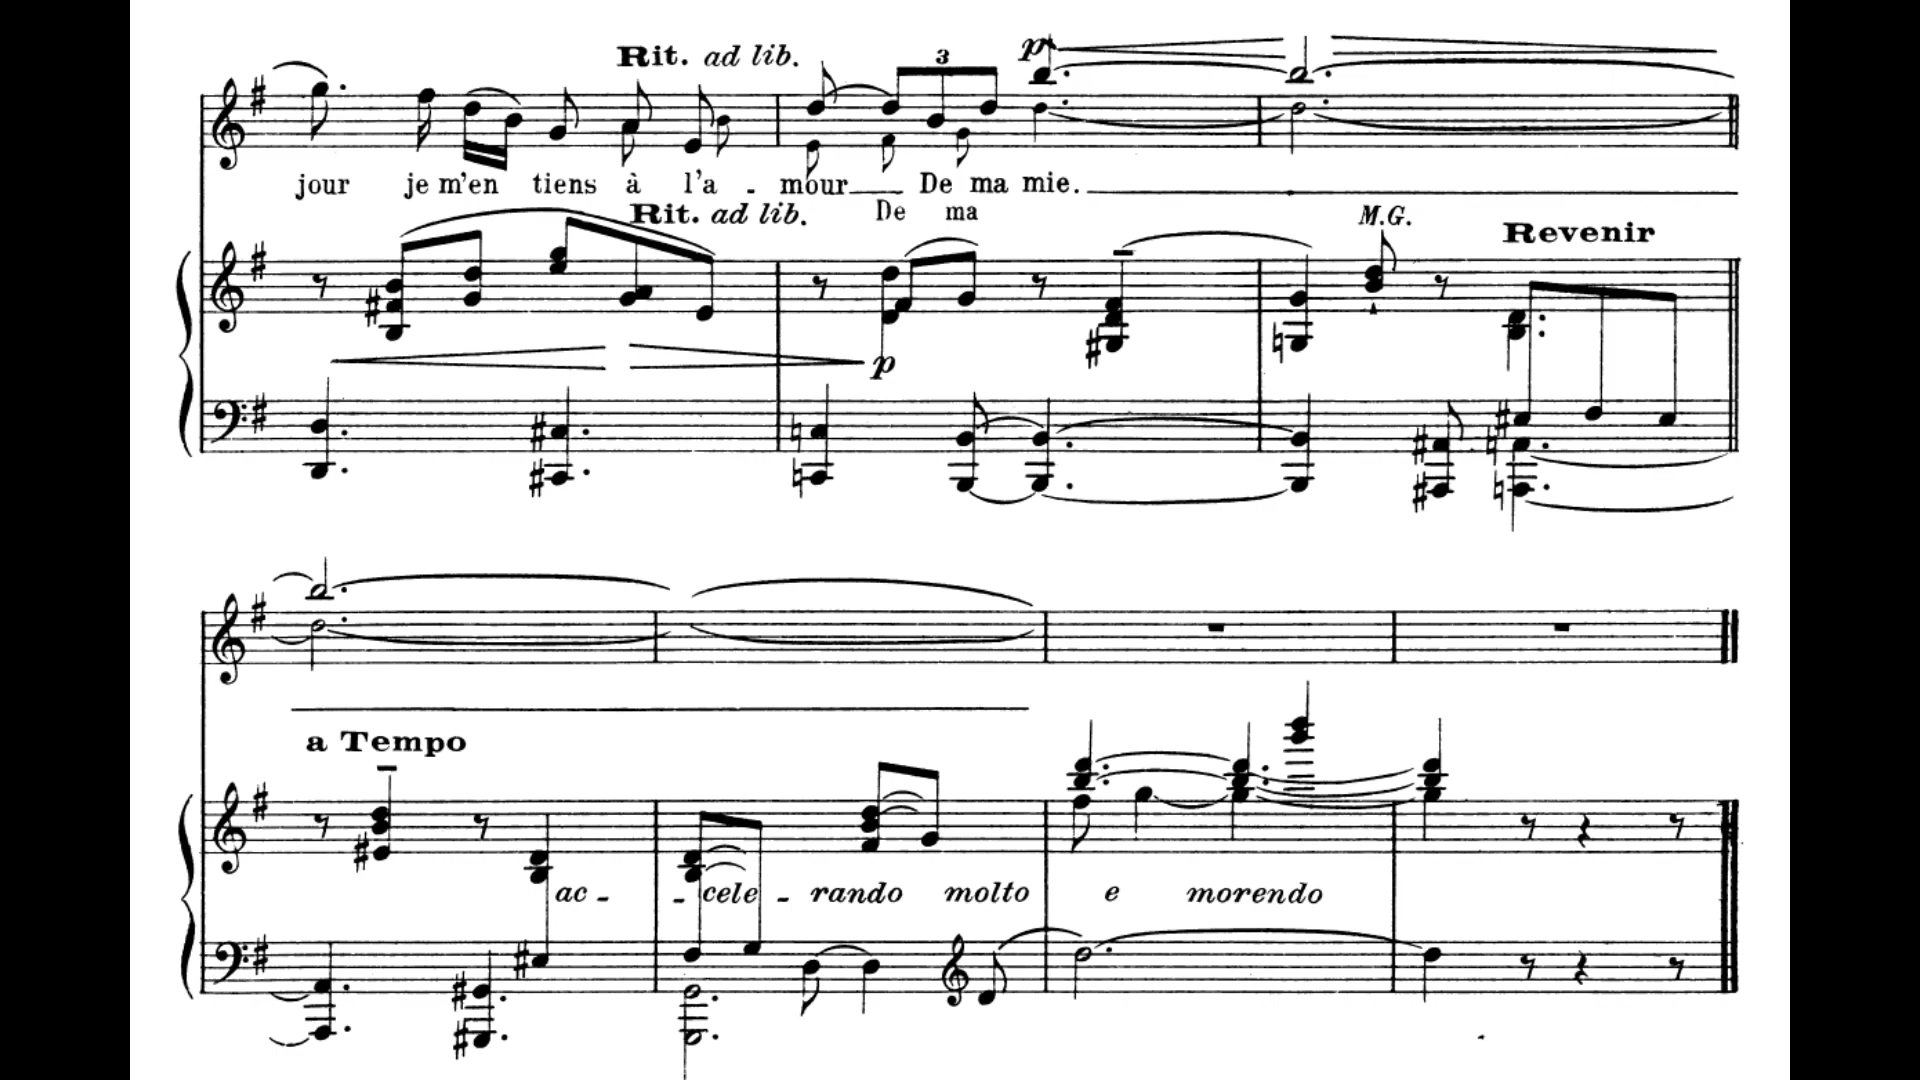 Rit. ad lib.
3
p
jour je m'en tiens à l'a - mour De ma mie.
Rit. ad lib.
De ma
M.G.
Revenir
p
a Tempo
ac - - cele - rando molto e morendo